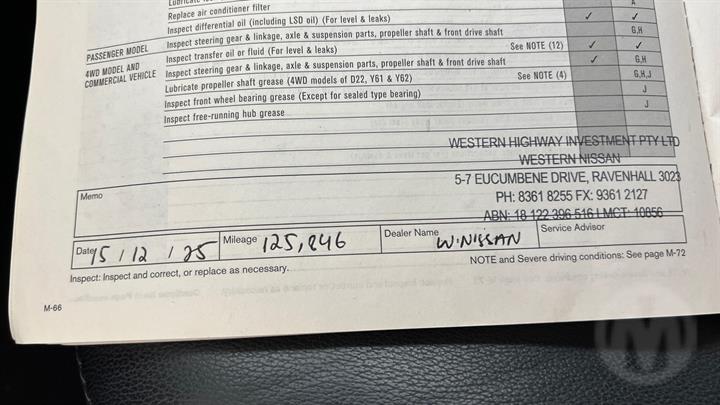 A
Replace air conditioner filter
Inspect differential oil (including LSD oil) (For level & leaks) ✓ ✓
PASSENGER MODEL Inspect steering gear & linkage, axle & suspension parts, propeller shaft & front drive shaft G,H
Inspect transfer oil or fluid (For level & leaks) See NOTE (12) ✓ ✓
4WD MODEL AND COMMERCIAL VEHICLE Inspect steering gear & linkage, axle & suspension parts, propeller shaft & front drive shaft ✓ G,H
Lubricate propeller shaft grease (4WD models of D22, Y61 & Y62) See NOTE (4) G,H,J
Inspect front wheel bearing grease (Except for sealed type bearing) J
Inspect free-running hub grease J
WESTERN HIGHWAY INVESTMENT PTY LTD
WESTERN NISSAN
5-7 EUCUMBENE DRIVE, RAVENHALL 3023
PH: 8361 8255 FX: 9361 2127
ABN: 18 122 396 516 LMCT: 10856
Memo
Date 15 / 12 / 25 Mileage 125,846 Dealer Name W.NISSAN Service Advisor
Inspect: Inspect and correct, or replace as necessary. NOTE and Severe driving conditions: See page M-72
M-66